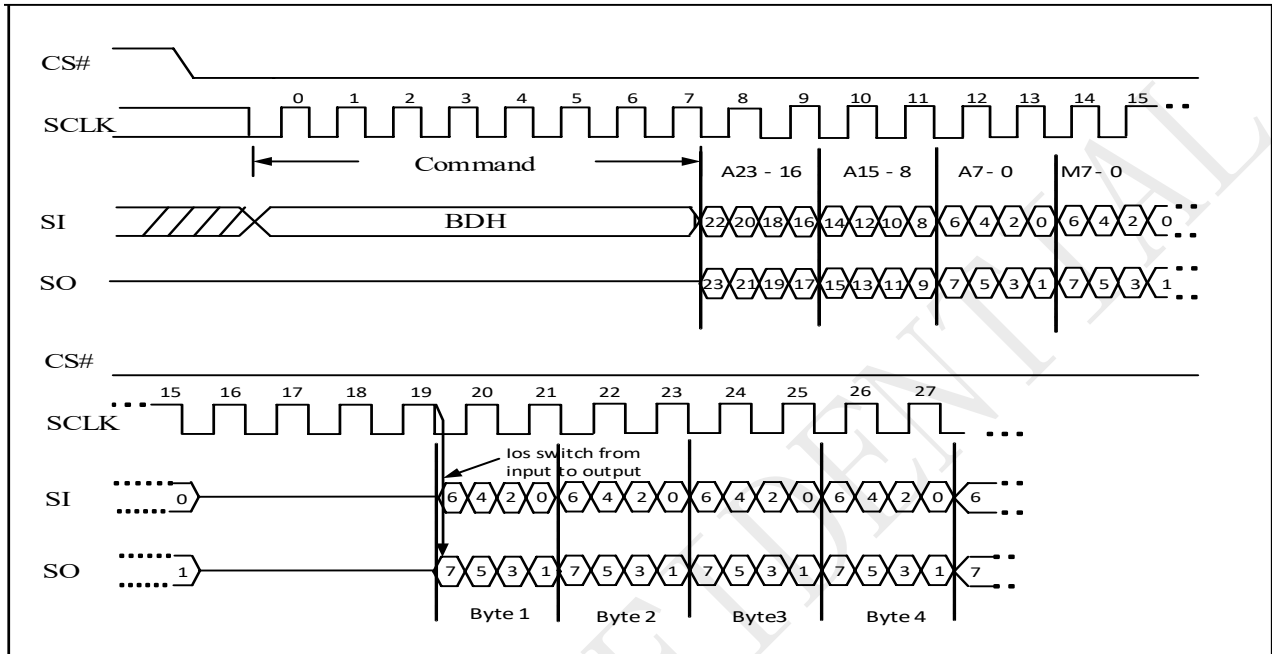 CS#
SCLK
0 1 2 3 4 5 6 7 8 9 10 11 12 13 14 15
Command
A23 - 16 A15 - 8 A7- 0 M7- 0
SI
BDH
22 20 18 16 14 12 10 8 6 4 2 0 6 4 2 0
SO
23 21 19 17 15 13 11 9 7 5 3 1 7 5 3 1
CS#
15 16 17 18 19 20 21 22 23 24 25 26 27
SCLK
Ios switch from
input to output
SI
0 6 4 2 0 6 4 2 0 6 4 2 0 6 4 2 0 6
SO
1 7 5 3 1 7 5 3 1 7 5 3 1 7 5 3 1 7
Byte 1 Byte 2 Byte3 Byte 4